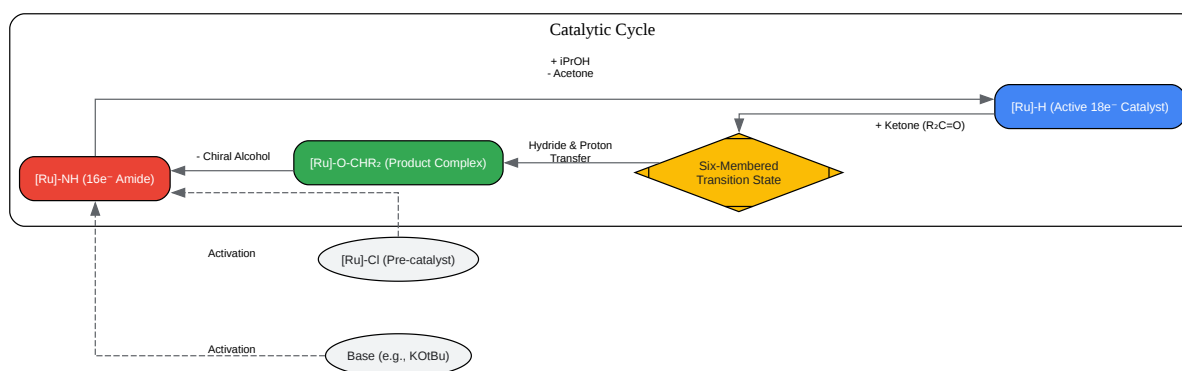 Catalytic Cycle
+ iPrOH
- Acetone
[Ru]-H (Active 18e⁻ Catalyst)
+ Ketone (R₂C=O)
Hydride & Proton
Transfer
Six-Membered
Transition State
- Chiral Alcohol
[Ru]-O-CHR₂ (Product Complex)
[Ru]-NH (16e⁻ Amide)
Activation
[Ru]-Cl (Pre-catalyst)
Activation
Base (e.g., KOtBu)